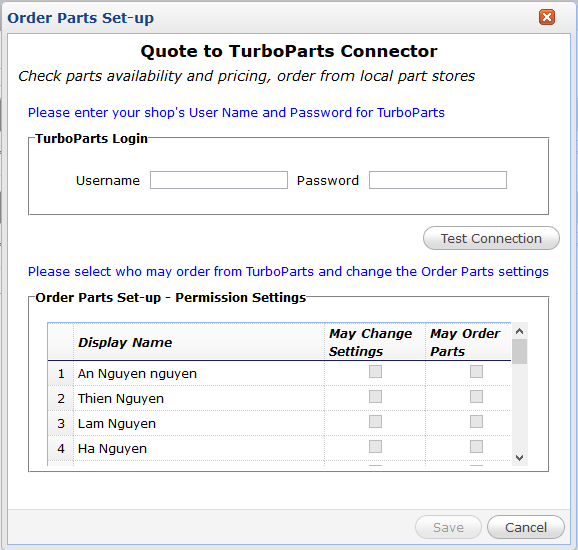 Order Parts Set-up
Quote to TurboParts Connector
Check parts availability and pricing, order from local part stores
Please enter your shop's User Name and Password for TurboParts
TurboParts Login
Username Password
Test Connection
Please select who may order from TurboParts and change the Order Parts settings
Order Parts Set-up - Permission Settings
Display Name May Change Settings May Order Parts
1 An Nguyen nguyen
2 Thien Nguyen
3 Lam Nguyen
4 Ha Nguyen
Save Cancel